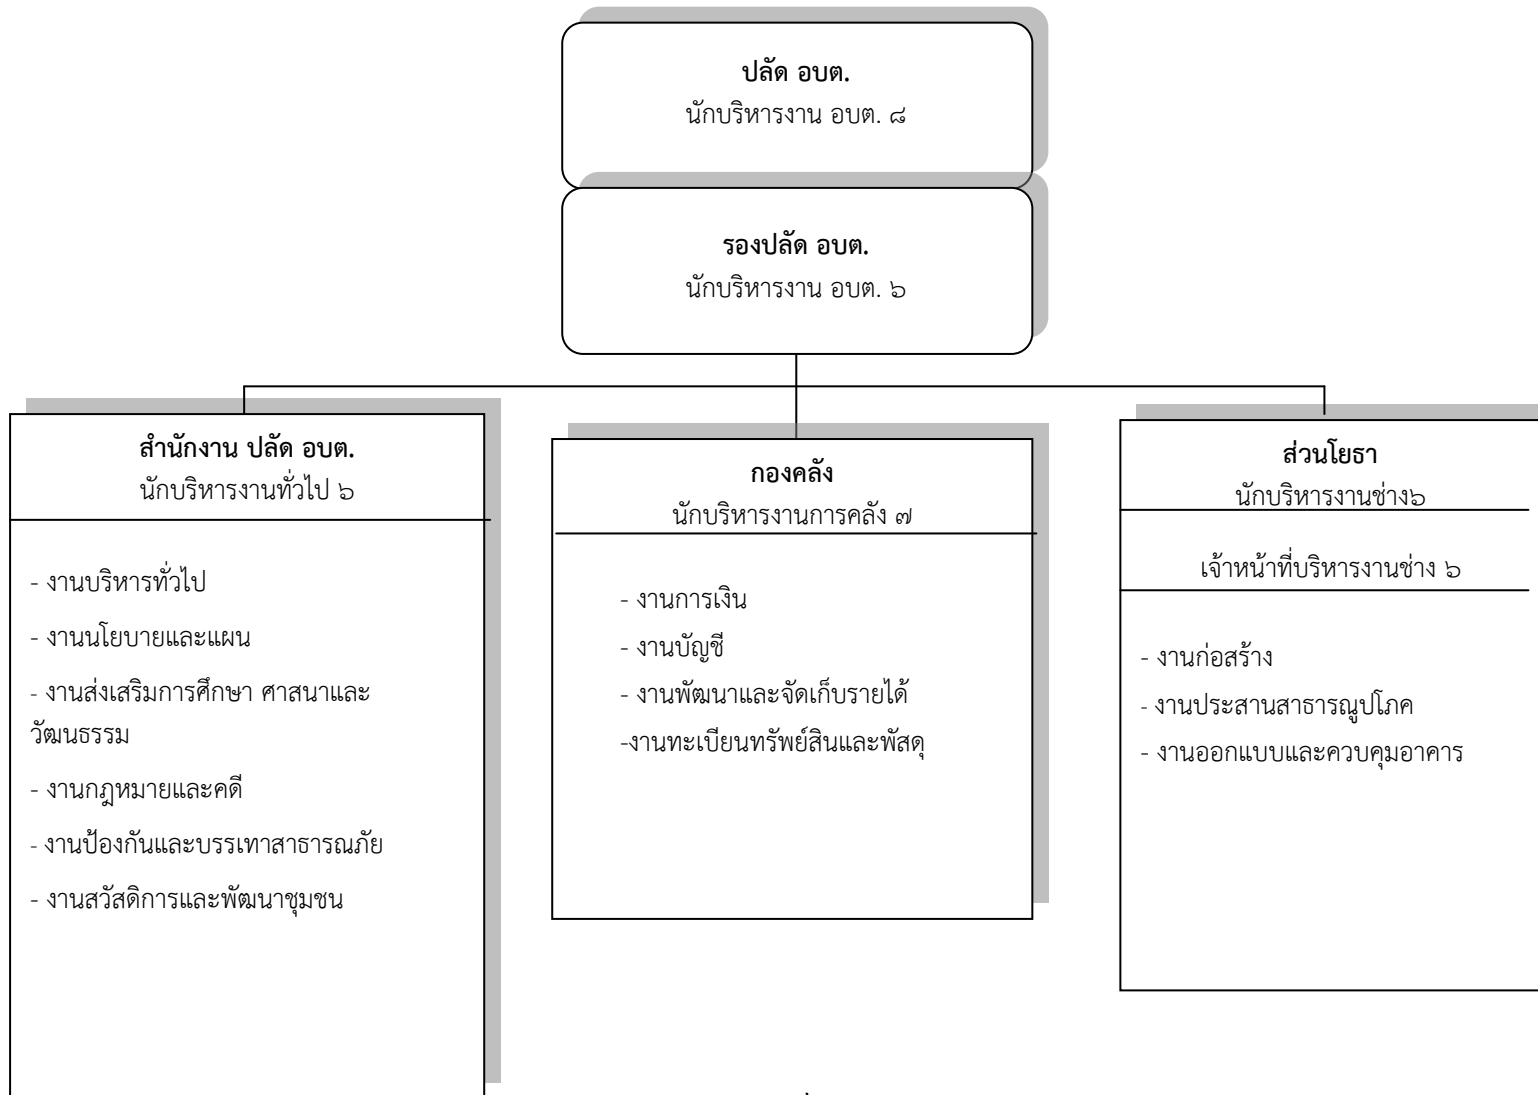 ปลัด อบต.
นักบริหารงาน อบต. ๘
รองปลัด อบต.
นักบริหารงาน อบต. ๖
สำนักงาน ปลัด อบต.
นักบริหารงานทั่วไป ๖
- งานบริหารทั่วไป
- งานนโยบายและแผน
- งานส่งเสริมการศึกษา ศาสนาและ
วัฒนธรรม
- งานกฎหมายและคดี
- งานป้องกันและบรรเทาสาธารณภัย
- งานสวัสดิการและพัฒนาชุมชน
กองคลัง
นักบริหารงานการคลัง ๗
- งานการเงิน
- งานบัญชี
- งานพัฒนาและจัดเก็บรายได้
-งานทะเบียนทรัพย์สินและพัสดุ
ส่วนโยธา
นักบริหารงานช่าง๖
เจ้าหน้าที่บริหารงานช่าง ๖
- งานก่อสร้าง
- งานประสานสาธารณูปโภค
- งานออกแบบและควบคุมอาคาร